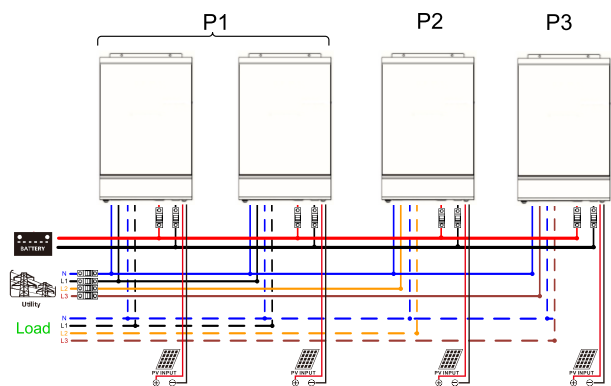 P1
P2
P3
BATTERY
N
L1
L2
L3
Utility
Load
N
L1
L2
L3
PV INPUT
PV INPUT
PV INPUT
PV INPUT